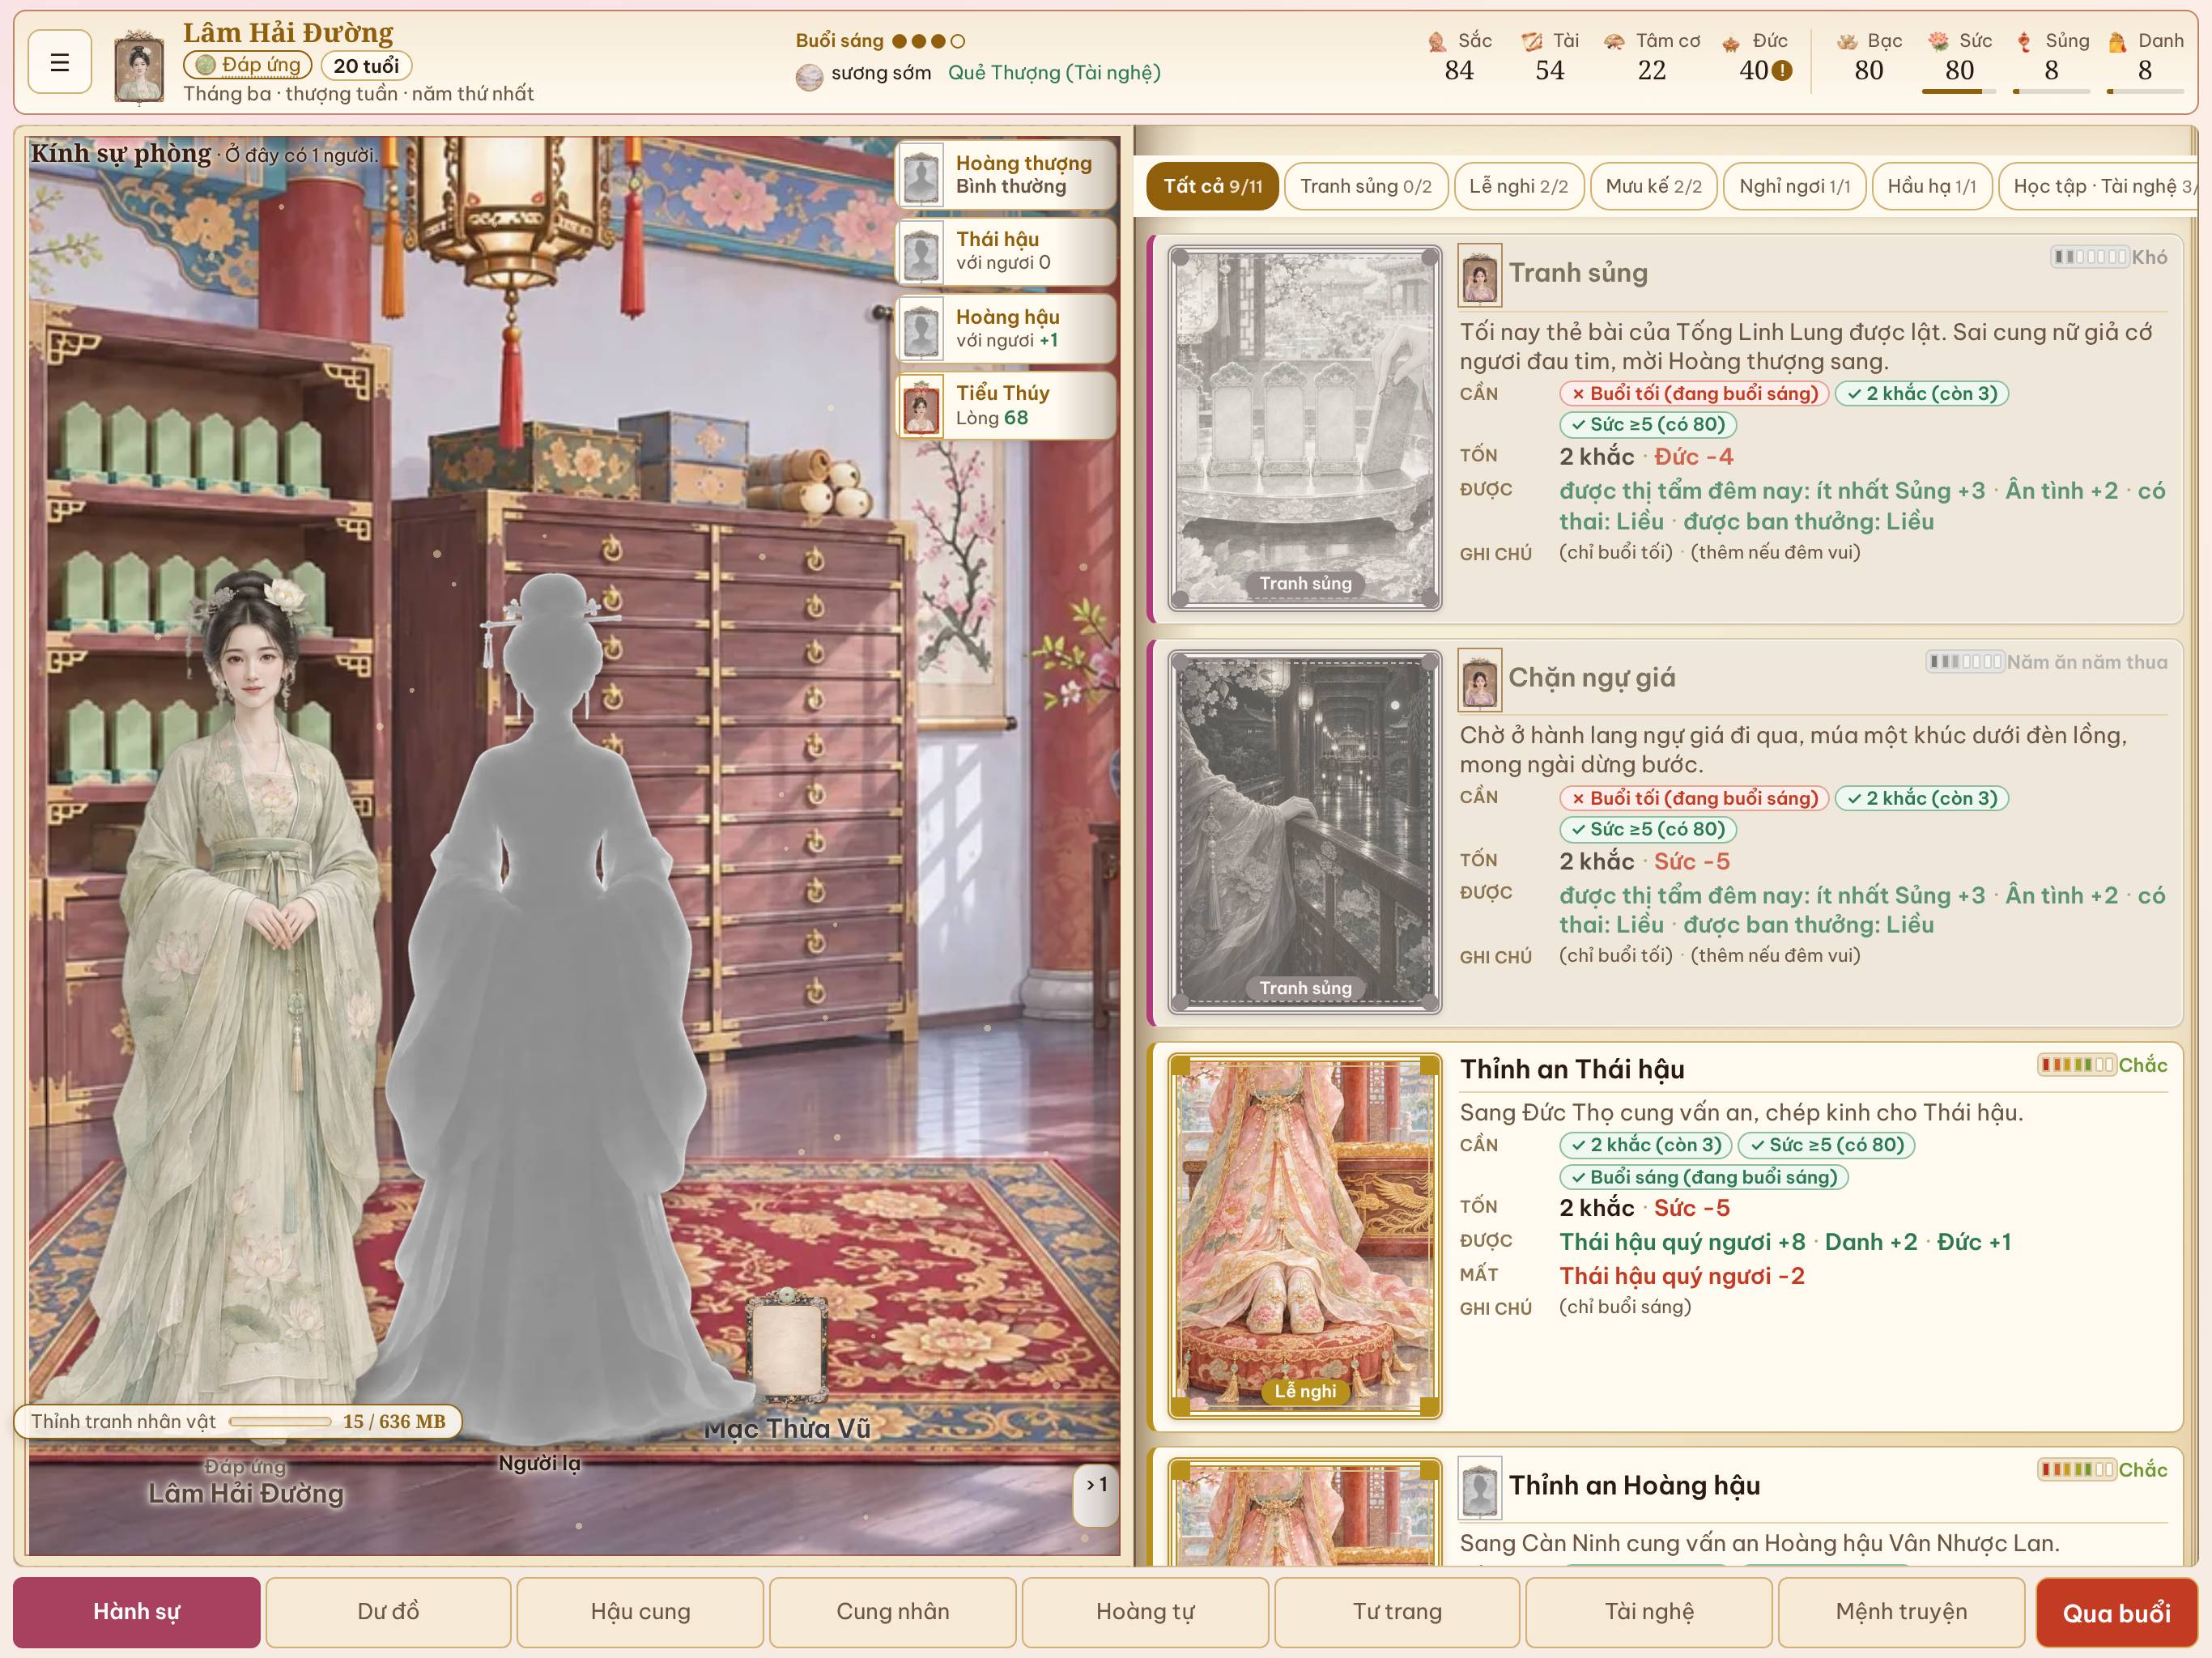 ☰
Lâm Hải Đường
Đáp ứng
20 tuổi
Tháng ba · thượng tuần · năm thứ nhất
Buổi sáng
sương sớm Quẻ Thượng (Tài nghệ)
Sắc 84
Tài 54
Tâm cơ 22
Đức 40 !
Bạc 80
Sức 80
Sủng 8
Danh 8
Kính sự phòng · Ở đây có 1 người.
Hoàng thượng
Bình thường
Thái hậu
với ngươi 0
Hoàng hậu
với ngươi +1
Tiểu Thúy
Lòng 68
Mạc Thừa Vũ
Thỉnh tranh nhân vật 15 / 636 MB
Người lạ
Đáp ứng
Lâm Hải Đường
› 1
Tất cả 9/11
Tranh sủng 0/2
Lễ nghi 2/2
Mưu kế 2/2
Nghỉ ngơi 1/1
Hầu hạ 1/1
Học tập · Tài nghệ 3/
Tranh sủng
Tranh sủng
Khó
Tối nay thẻ bài của Tống Linh Lung được lật. Sai cung nữ giả cớ
ngươi đau tim, mời Hoàng thượng sang.
CẦN × Buổi tối (đang buổi sáng) ✓ 2 khắc (còn 3)
✓ Sức ≥5 (có 80)
TỐN 2 khắc · Đức -4
ĐƯỢC được thị tẩm đêm nay: ít nhất Sủng +3 · Ân tình +2 · có
thai: Liều · được ban thưởng: Liều
GHI CHÚ (chỉ buổi tối) · (thêm nếu đêm vui)
Tranh sủng
Chặn ngự giá
Năm ăn năm thua
Chờ ở hành lang ngự giá đi qua, múa một khúc dưới đèn lồng,
mong ngài dừng bước.
CẦN × Buổi tối (đang buổi sáng) ✓ 2 khắc (còn 3)
✓ Sức ≥5 (có 80)
TỐN 2 khắc · Sức -5
ĐƯỢC được thị tẩm đêm nay: ít nhất Sủng +3 · Ân tình +2 · có
thai: Liều · được ban thưởng: Liều
GHI CHÚ (chỉ buổi tối) · (thêm nếu đêm vui)
Lễ nghi
Thỉnh an Thái hậu
Chắc
Sang Đức Thọ cung vấn an, chép kinh cho Thái hậu.
CẦN ✓ 2 khắc (còn 3) ✓ Sức ≥5 (có 80)
✓ Buổi sáng (đang buổi sáng)
TỐN 2 khắc · Sức -5
ĐƯỢC Thái hậu quý ngươi +8 · Danh +2 · Đức +1
MẤT Thái hậu quý ngươi -2
GHI CHÚ (chỉ buổi sáng)
Thỉnh an Hoàng hậu
Chắc
Sang Càn Ninh cung vấn an Hoàng hậu Vân Nhược Lan.
Hành sự
Dư đồ
Hậu cung
Cung nhân
Hoàng tự
Tư trang
Tài nghệ
Mệnh truyện
Qua buổi